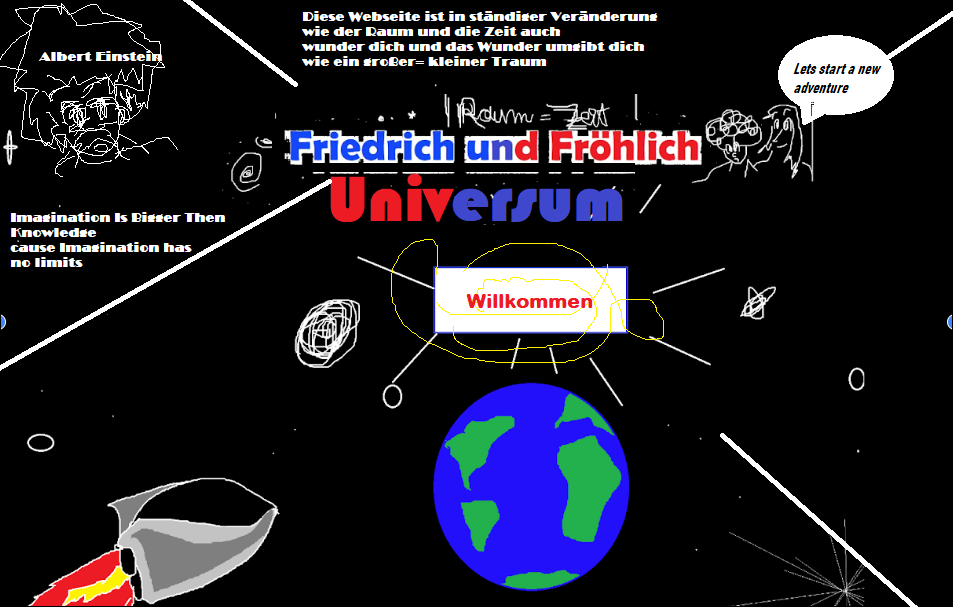 Diese Webseite ist in ständiger Veränderung
wie der Raum und die Zeit auch
wunder dich und das Wunder umgibt dich
wie ein großer= kleiner Traum
Albert Einstein
Lets start a new
adventure
Raum = Zeit
Friedrich und Fröhlich
Universum
Imagination Is Bigger Then
Knowledge
cause Imagination has
no limits
Willkommen